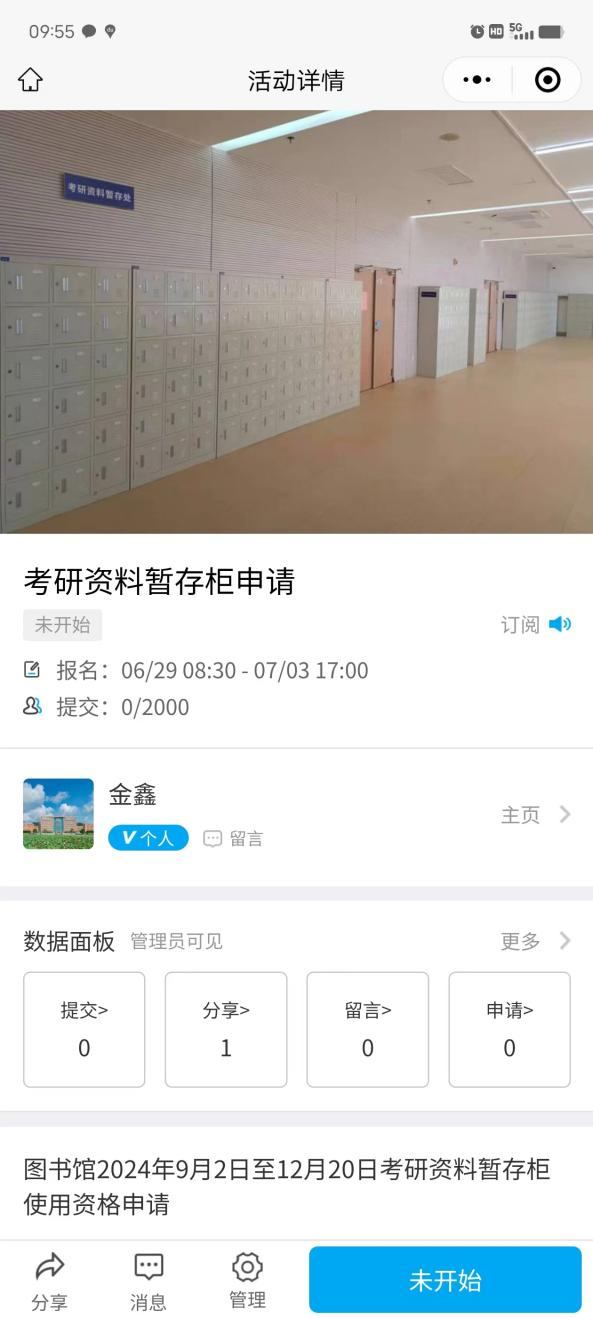 09:55
HD 5G
活动详情
考研资料暂存处
考研资料暂存柜申请
未开始
订阅
报名：06/29 08:30 - 07/03 17:00
提交：0/2000
金鑫
主页
V 个人 留言
数据面板 管理员可见 更多
提交> 分享> 留言> 申请>
0 1 0 0
图书馆2024年9月2日至12月20日考研资料暂存柜
使用资格申请
分享 消息 管理 未开始